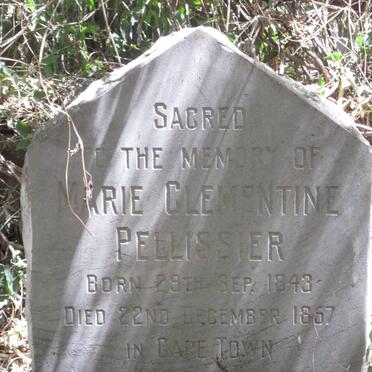 SACRED
TO THE MEMORY OF
MARIE CLEMENTINE
PELLISSIER
BORN 29TH SEP. 1843
DIED 22ND DECEMBER 1857
IN CAPE TOWN